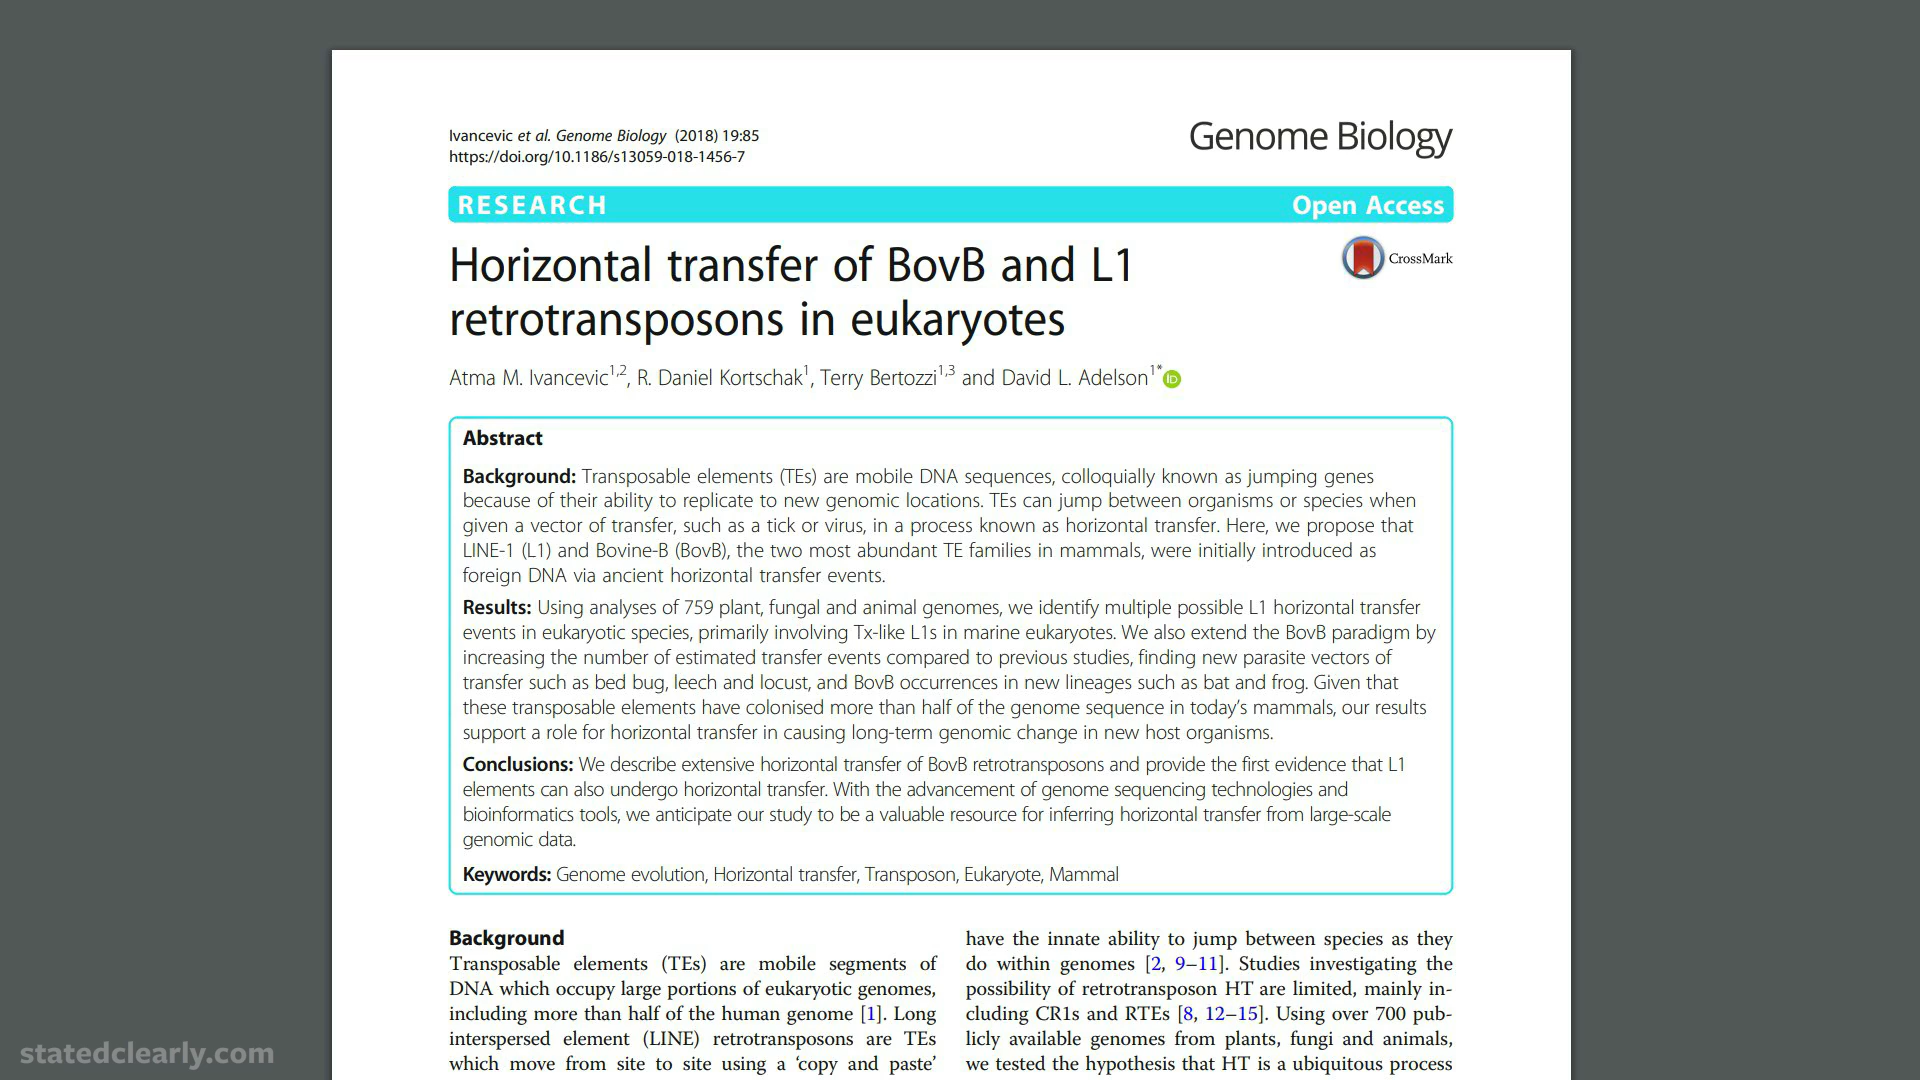 Ivancevic et al. Genome Biology (2018) 19:85
https://doi.org/10.1186/s13059-018-1456-7
Genome Biology
RESEARCH
Open Access
Horizontal transfer of BovB and L1
retrotransposons in eukaryotes
CrossMark
Atma M. Ivancevic1,2, R. Daniel Kortschak1, Terry Bertozzi1,3 and David L. Adelson1* iD
Abstract
Background: Transposable elements (TEs) are mobile DNA sequences, colloquially known as jumping genes
because of their ability to replicate to new genomic locations. TEs can jump between organisms or species when
given a vector of transfer, such as a tick or virus, in a process known as horizontal transfer. Here, we propose that
LINE-1 (L1) and Bovine-B (BovB), the two most abundant TE families in mammals, were initially introduced as
foreign DNA via ancient horizontal transfer events.
Results: Using analyses of 759 plant, fungal and animal genomes, we identify multiple possible L1 horizontal transfer
events in eukaryotic species, primarily involving Tx-like L1s in marine eukaryotes. We also extend the BovB paradigm by
increasing the number of estimated transfer events compared to previous studies, finding new parasite vectors of
transfer such as bed bug, leech and locust, and BovB occurrences in new lineages such as bat and frog. Given that
these transposable elements have colonised more than half of the genome sequence in today's mammals, our results
support a role for horizontal transfer in causing long-term genomic change in new host organisms.
Conclusions: We describe extensive horizontal transfer of BovB retrotransposons and provide the first evidence that L1
elements can also undergo horizontal transfer. With the advancement of genome sequencing technologies and
bioinformatics tools, we anticipate our study to be a valuable resource for inferring horizontal transfer from large-scale
genomic data.
Keywords: Genome evolution, Horizontal transfer, Transposon, Eukaryote, Mammal
Background
Transposable elements (TEs) are mobile segments of
DNA which occupy large portions of eukaryotic genomes,
including more than half of the human genome [1]. Long
interspersed element (LINE) retrotransposons are TEs
which move from site to site using a 'copy and paste'
have the innate ability to jump between species as they
do within genomes [2, 9–11]. Studies investigating the
possibility of retrotransposon HT are limited, mainly in-
cluding CR1s and RTEs [8, 12–15]. Using over 700 pub-
licly available genomes from plants, fungi and animals,
we tested the hypothesis that HT is a ubiquitous process
statedclearly.com